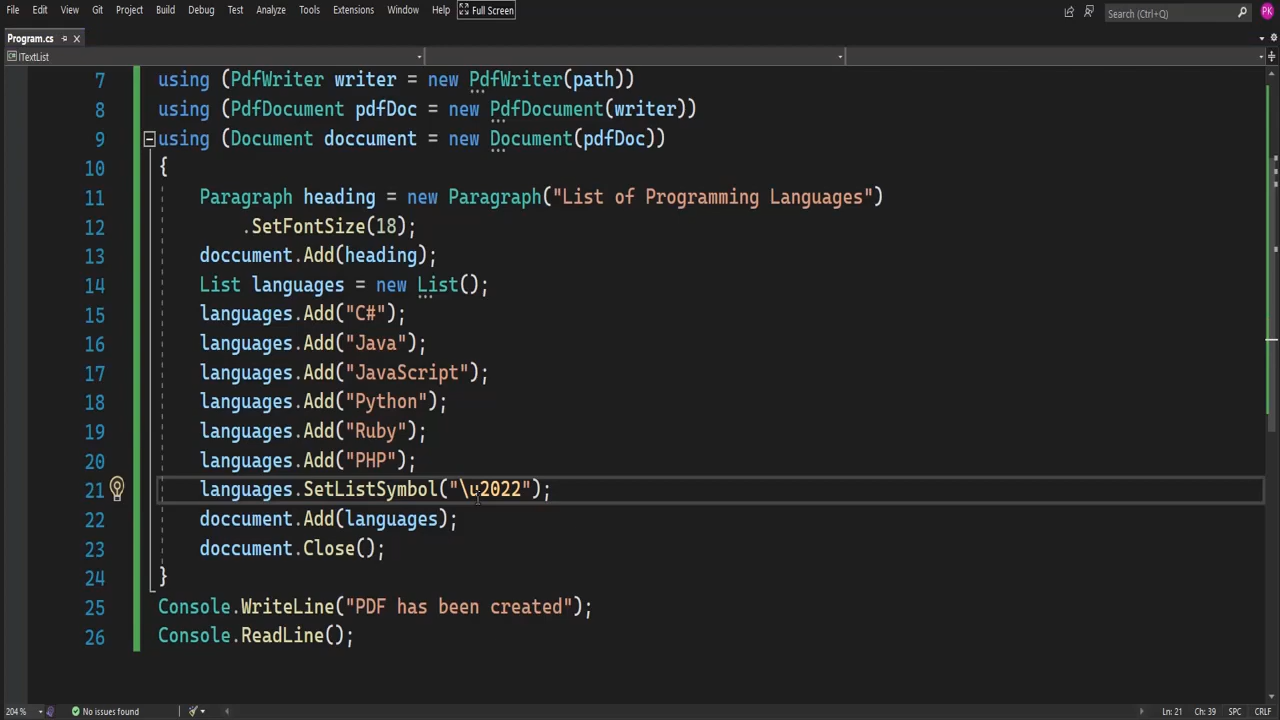 File Edit View Git Project Build Debug Test Analyze Tools Extensions Window Help Full Screen Search (Ctrl+Q) PK
Program.cs
ITextList
7 using (PdfWriter writer = new PdfWriter(path))
8 using (PdfDocument pdfDoc = new PdfDocument(writer))
9 using (Document doccument = new Document(pdfDoc))
10 {
11 Paragraph heading = new Paragraph("List of Programming Languages")
12 .SetFontSize(18);
13 doccument.Add(heading);
14 List languages = new List();
15 languages.Add("C#");
16 languages.Add("Java");
17 languages.Add("JavaScript");
18 languages.Add("Python");
19 languages.Add("Ruby");
20 languages.Add("PHP");
21 languages.SetListSymbol("\u2022");
22 doccument.Add(languages);
23 doccument.Close();
24 }
25 Console.WriteLine("PDF has been created");
26 Console.ReadLine();
204 % No issues found Ln: 21 Ch: 39 SPC CRLF